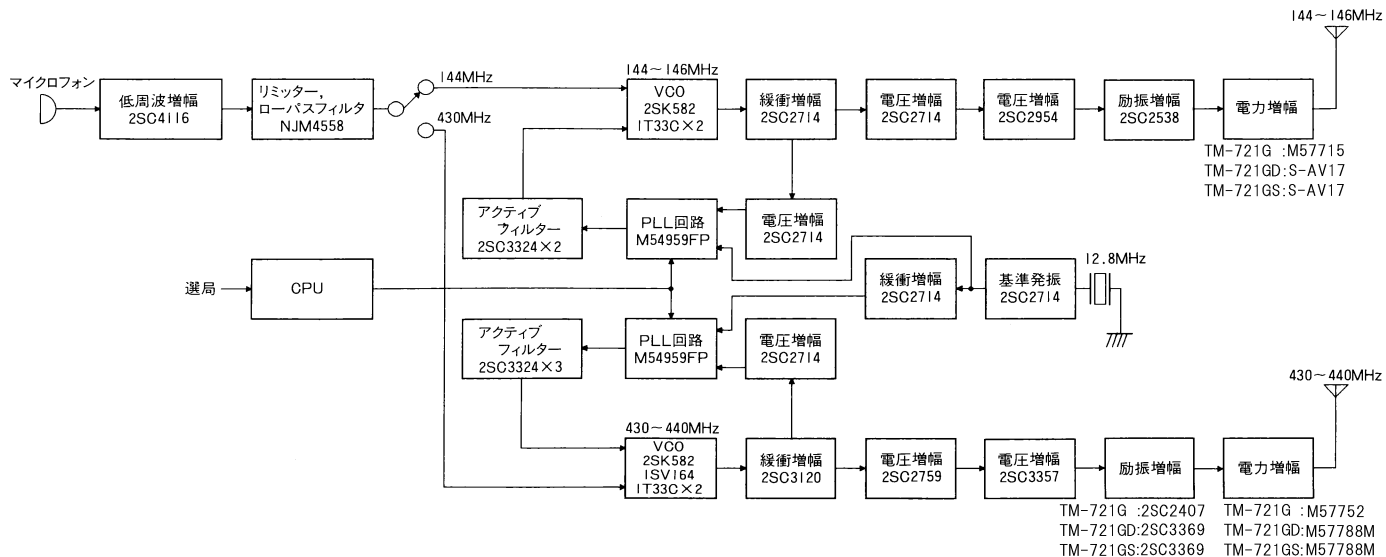 144～146MHz
マイクロフォン
低周波増幅
2SC4116
リミッター,
ローパスフィルタ
NJM4558
144MHz
430MHz
144～146MHz
VCO
2SK582
1T33C×2
緩衝増幅
2SC2714
電圧増幅
2SC2714
電圧増幅
2SC2954
励振増幅
2SC2538
電力増幅
TM-721G :M57715
TM-721GD:S-AV17
TM-721GS:S-AV17
アクティブ
フィルター
2SC3324×2
PLL回路
M54959FP
電圧増幅
2SC2714
選局
CPU
緩衝増幅
2SC2714
基準発振
2SC2714
12.8MHz
アクティブ
フィルター
2SC3324×3
PLL回路
M54959FP
電圧増幅
2SC2714
430～440MHz
430～440MHz
VCO
2SK582
1SV164
1T33C×2
緩衝増幅
2SC3120
電圧増幅
2SC2759
電圧増幅
2SC3357
励振増幅
電力増幅
TM-721G :2SC2407
TM-721GD:2SC3369
TM-721GS:2SC3369
TM-721G :M57752
TM-721GD:M57788M
TM-721GS:M57788M